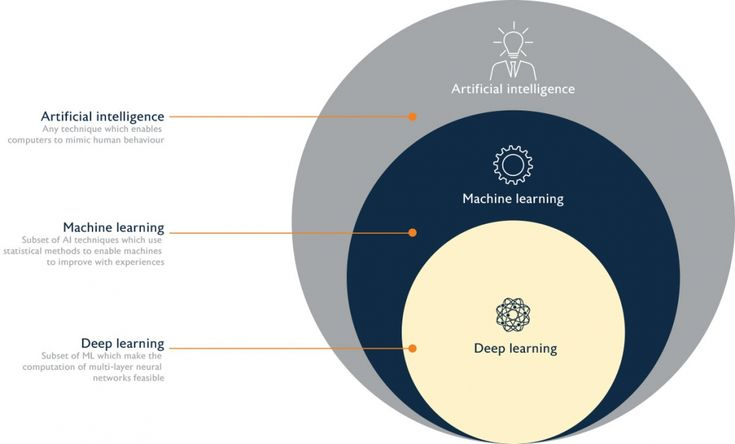 Artificial intelligence
Artificial intelligence
Any technique which enables
computers to mimic human behaviour
Machine learning
Machine learning
Subset of AI techniques which use
statistical methods to enable machines
to improve with experiences
Deep learning
Subset of ML which make the
computation of multi-layer neural
networks feasible
Deep learning